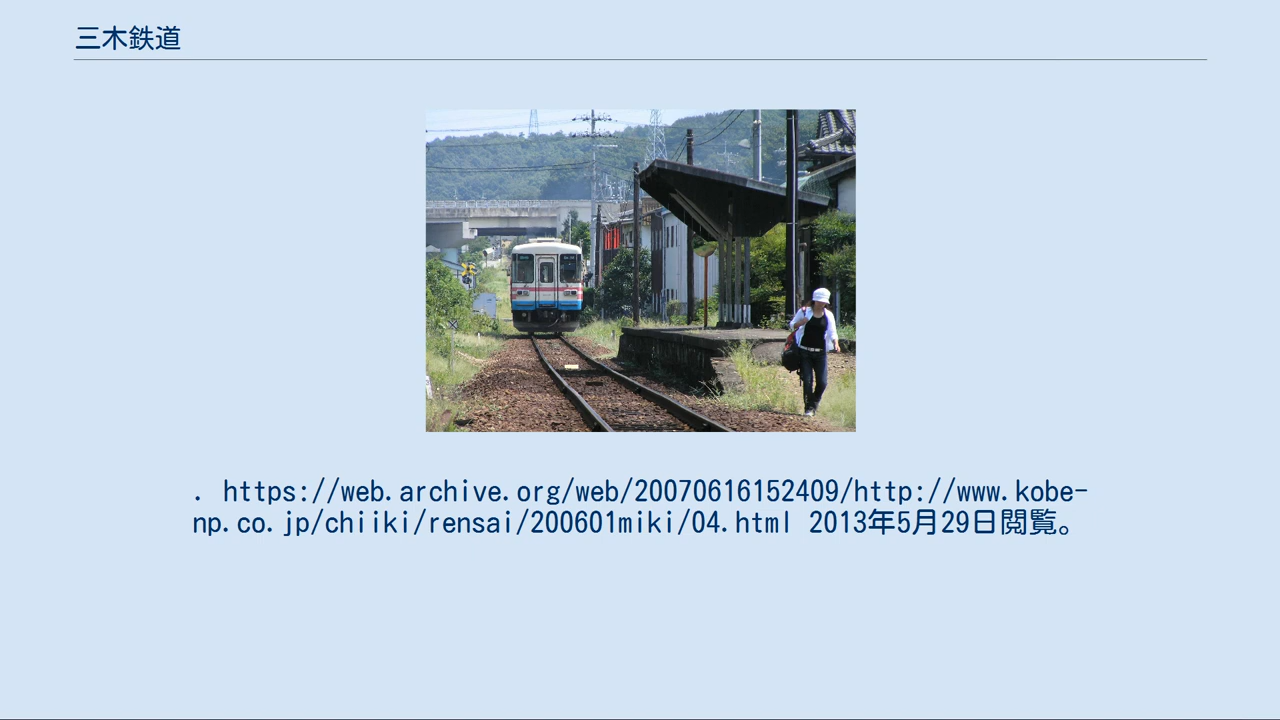 三木鉄道
. https://web.archive.org/web/20070616152409/http://www.kobe-
np.co.jp/chiiki/rensai/200601miki/04.html 2013年5月29日閲覧。